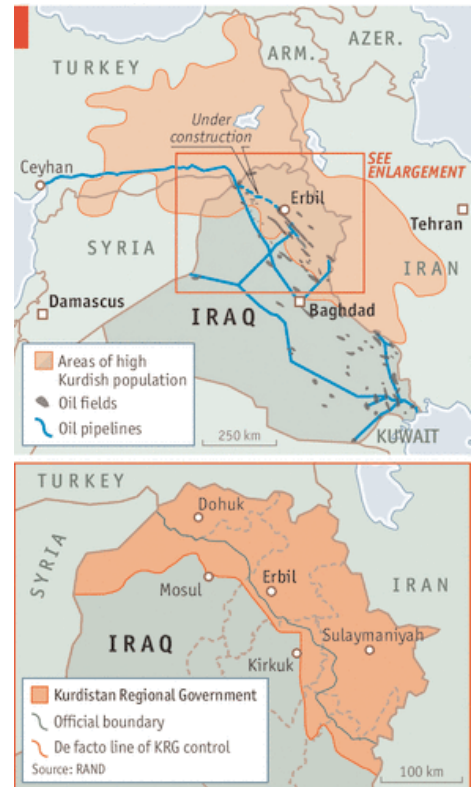 ARM.
AZER.
TURKEY
Under
construction
Ceyhan
SEE
ENLARGEMENT
Erbil
Tehran
SYRIA
IRAN
Damascus
IRAQ
Baghdad
Areas of high
Kurdish population
Oil fields
Oil pipelines
250 km
KUWAIT
TURKEY
Dohuk
SYRIA
Mosul
Erbil
IRAN
IRAQ
Sulaymaniyah
Kirkuk
Kurdistan Regional Government
Official boundary
De facto line of KRG control
Source: RAND
100 km